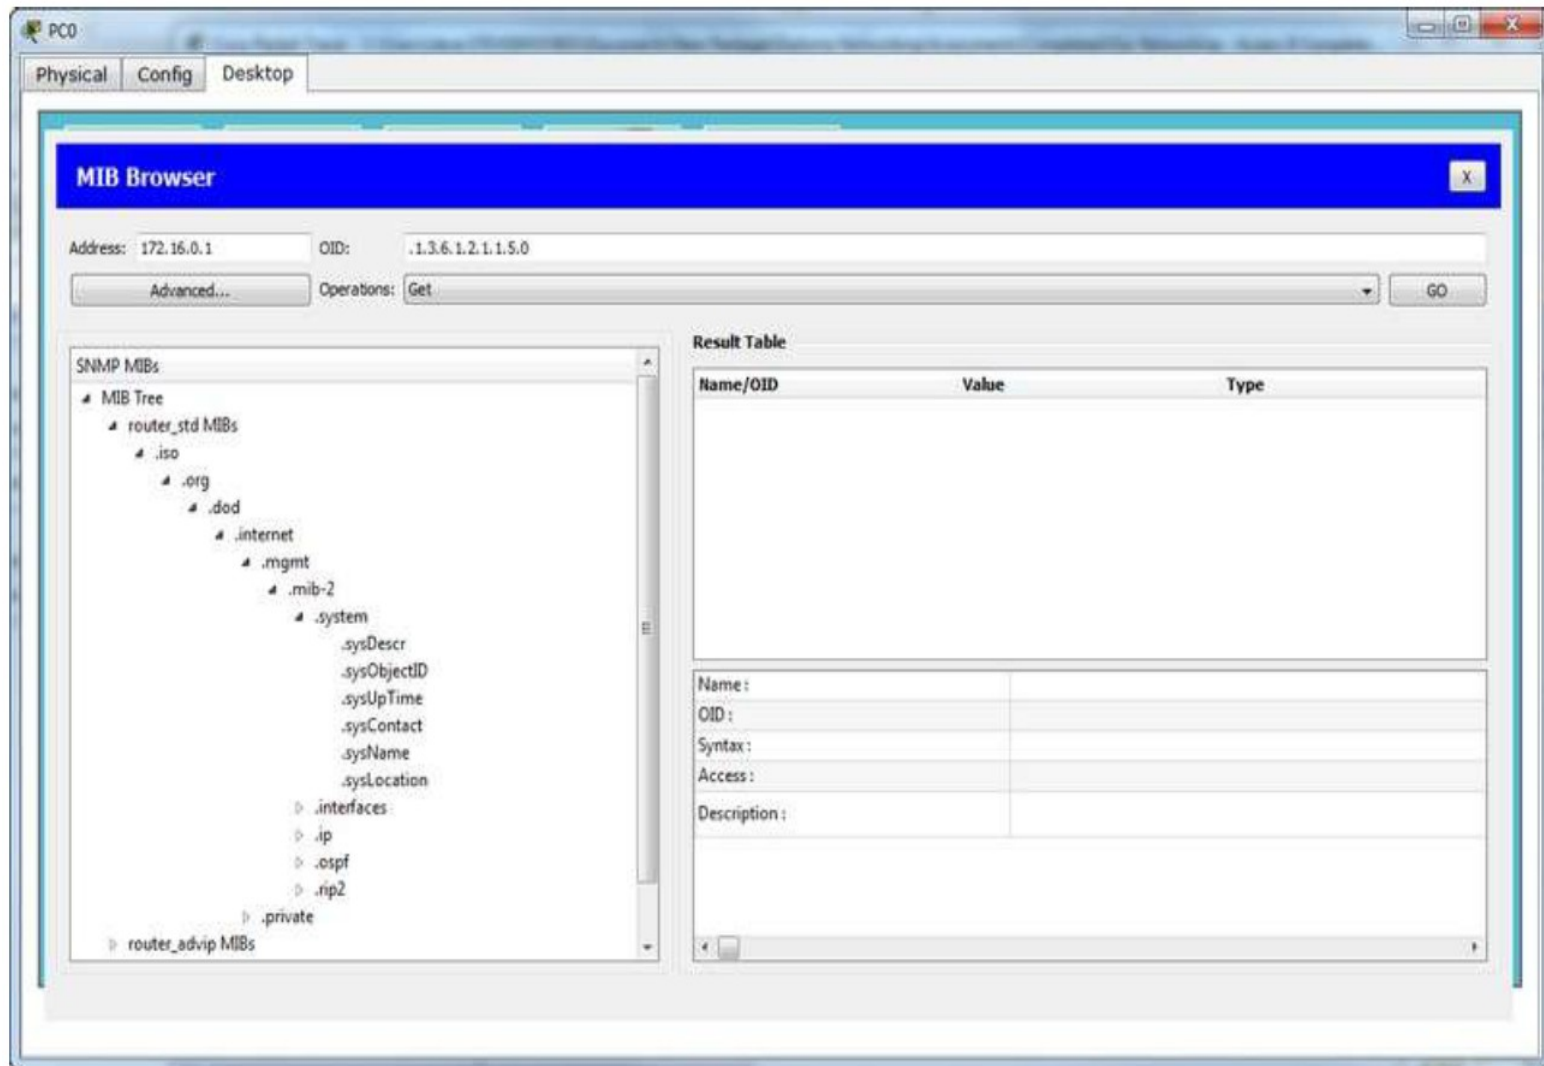 PC0
Physical Config Desktop
MIB Browser
X
Address: 172.16.0.1 OID: .1.3.6.1.2.1.1.5.0
Advanced... Operations: Get GO
SNMP MIBs
MIB Tree
router_std MIBs
.iso
.org
.dod
.internet
.mgmt
.mib-2
.system
.sysDescr
.sysObjectID
.sysUpTime
.sysContact
.sysName
.sysLocation
.interfaces
.ip
.ospf
.rip2
.private
router_advip MIBs
Result Table
Name/OID Value Type
Name :
OID :
Syntax :
Access :
Description :